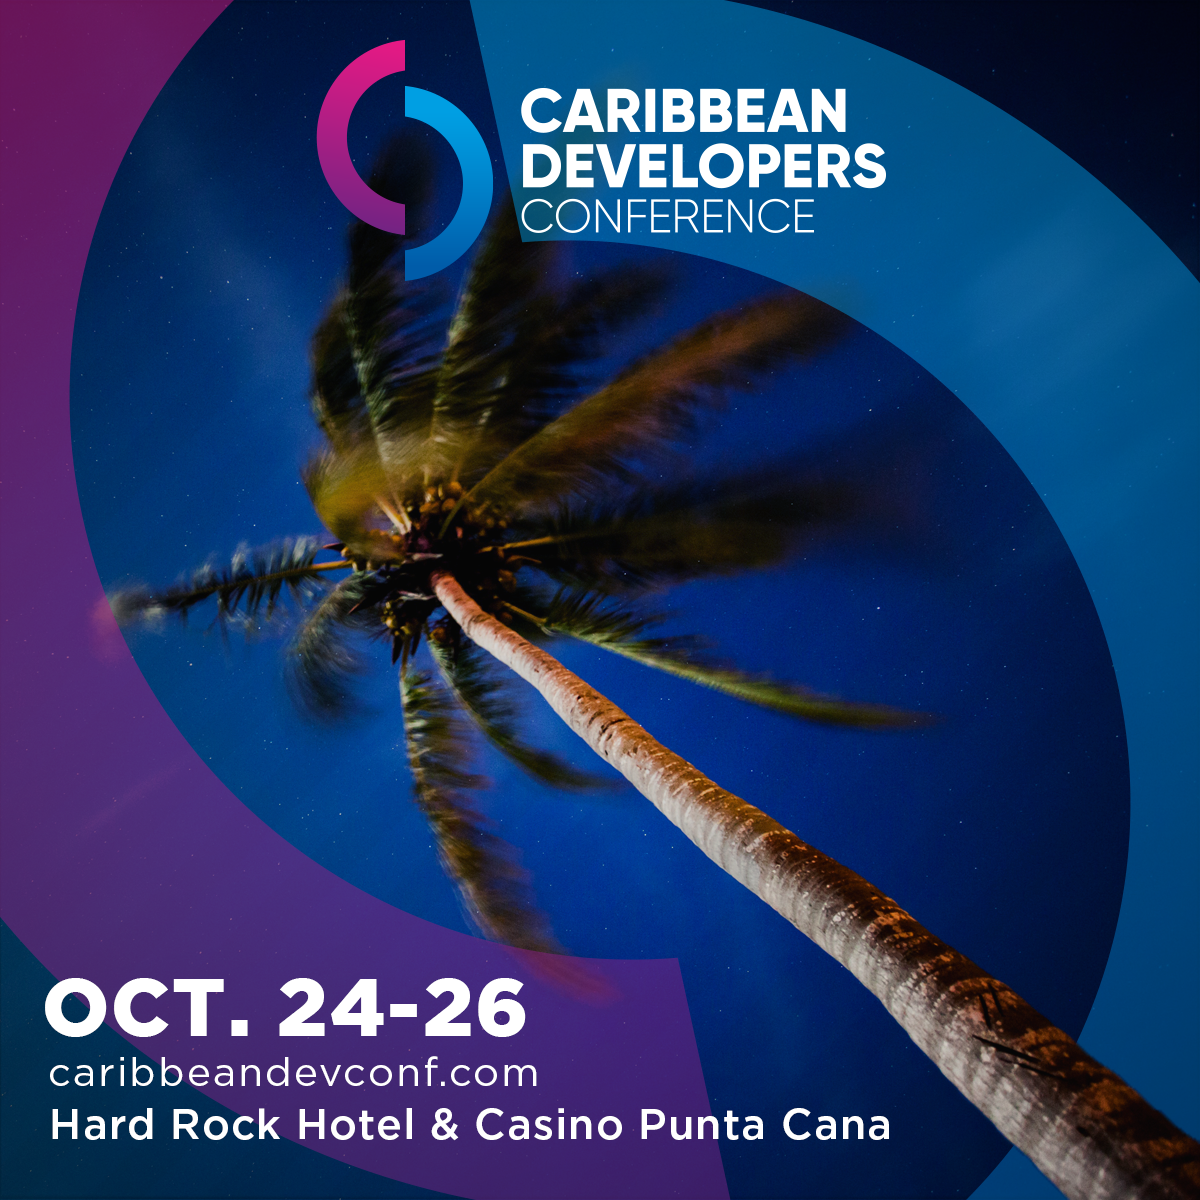 CARIBBEAN
DEVELOPERS
CONFERENCE
OCT. 24-26
caribbeandevconf.com
Hard Rock Hotel & Casino Punta Cana